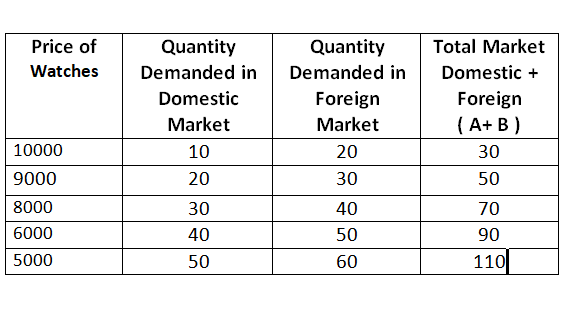 Price of Watches Quantity Demanded in Domestic Market Quantity Demanded in Foreign Market Total Market Domestic + Foreign ( A+ B )
10000 10 20 30
9000 20 30 50
8000 30 40 70
6000 40 50 90
5000 50 60 110